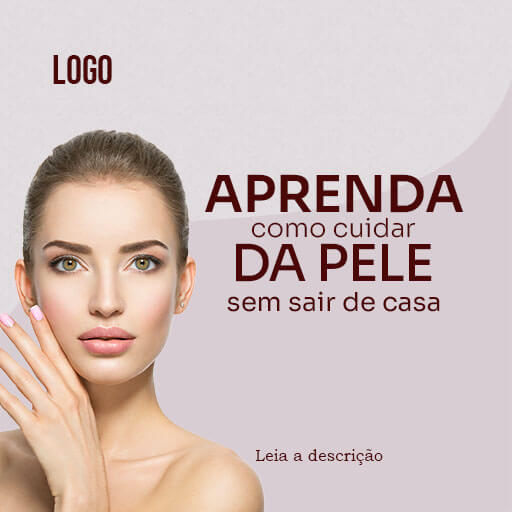 LOGO
APRENDA
como cuidar
DA PELE
sem sair de casa
Leia a descrição